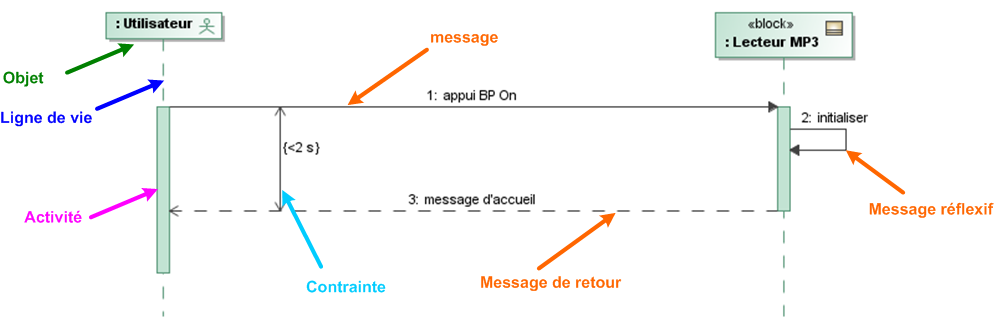 : Utilisateur
«block»
: Lecteur MP3
message
Objet
Ligne de vie
1: appui BP On
2: initialiser
{<2 s}
3: message d'accueil
Activité
Message réflexif
Contrainte
Message de retour